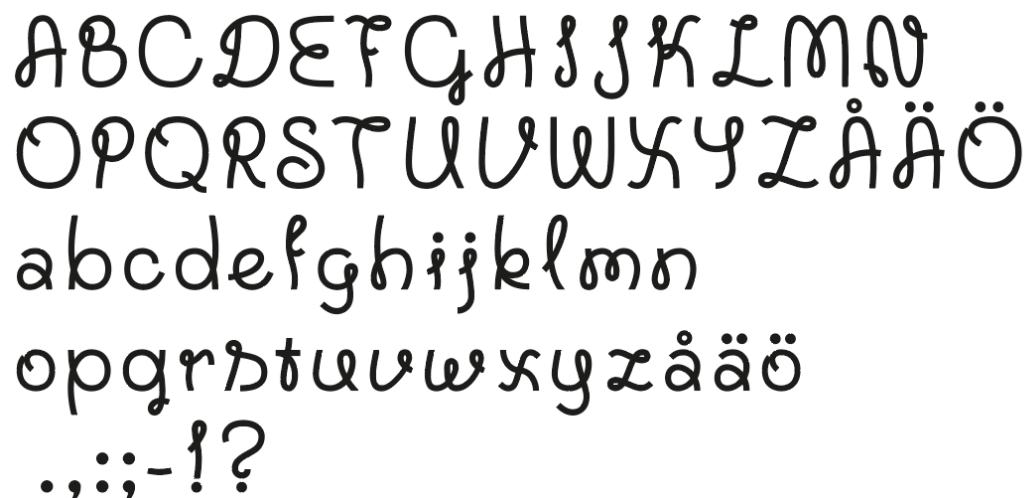 ABCDEFGHIJKLMN
OPQRSTUVWXYZÅÄÖ
abcdefghijklmn
opqrstuvwxyzåäö
.,:;-!?